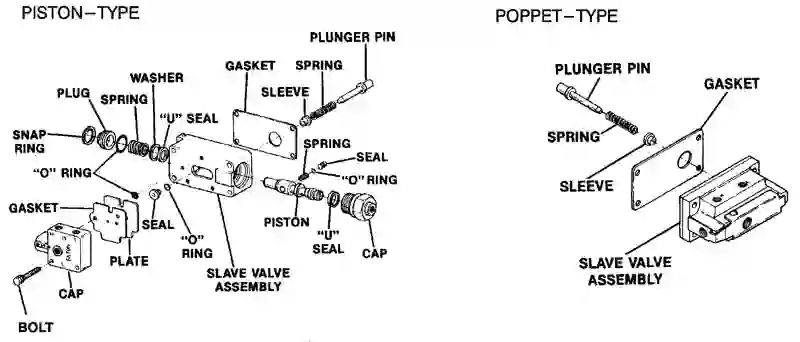 PISTON-TYPE
POPPET-TYPE
PLUNGER PIN
GASKET
SPRING
WASHER
SLEEVE
PLUG
SPRING
"U" SEAL
SNAP
RING
"O" RING
SPRING
SEAL
"O" RING
GASKET
SEAL
"O"
RING
PISTON
"U"
SEAL
CAP
PLATE
SLAVE VALVE
ASSEMBLY
CAP
BOLT
PLUNGER PIN
GASKET
SPRING
SLEEVE
SLAVE VALVE
ASSEMBLY